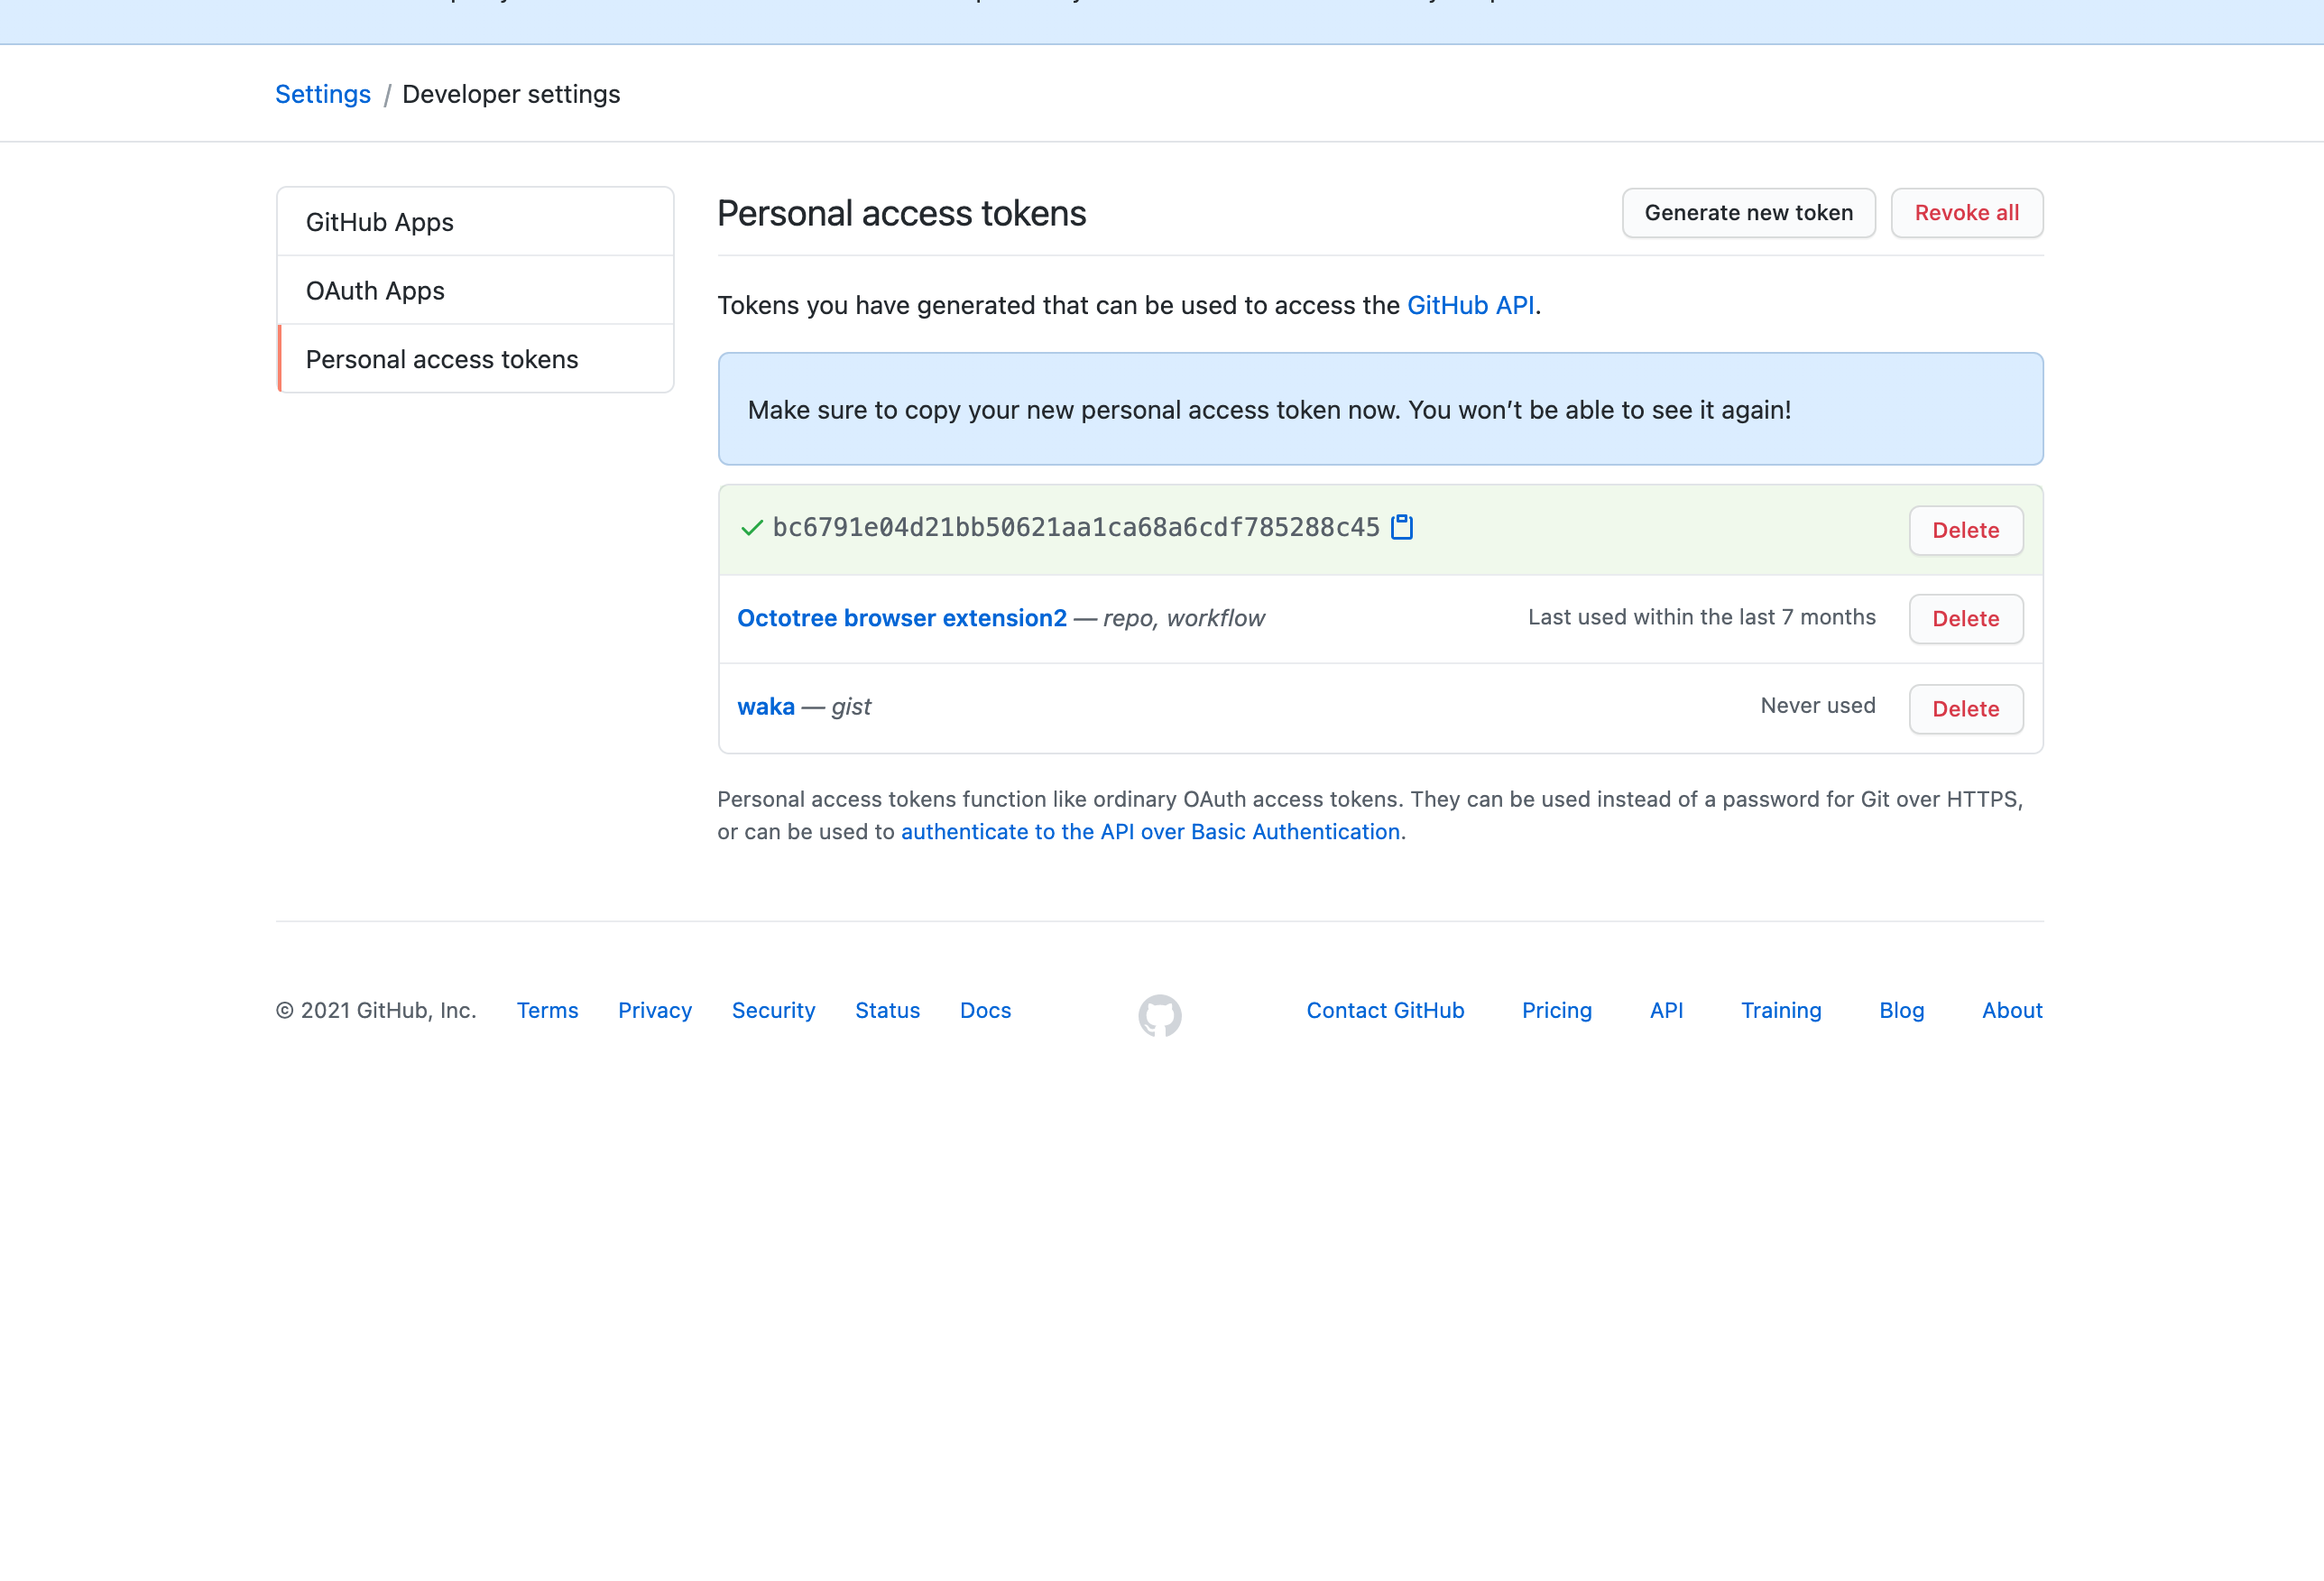 Settings / Developer settings
GitHub Apps
OAuth Apps
Personal access tokens
Personal access tokens
Generate new token
Revoke all
Tokens you have generated that can be used to access the GitHub API.
Make sure to copy your new personal access token now. You won’t be able to see it again!
bc6791e04d21bb50621aa1ca68a6cdf785288c45
Delete
Octotree browser extension2 — repo, workflow
Last used within the last 7 months
Delete
waka — gist
Never used
Delete
Personal access tokens function like ordinary OAuth access tokens. They can be used instead of a password for Git over HTTPS,
or can be used to authenticate to the API over Basic Authentication.
© 2021 GitHub, Inc.
Terms
Privacy
Security
Status
Docs
Contact GitHub
Pricing
API
Training
Blog
About